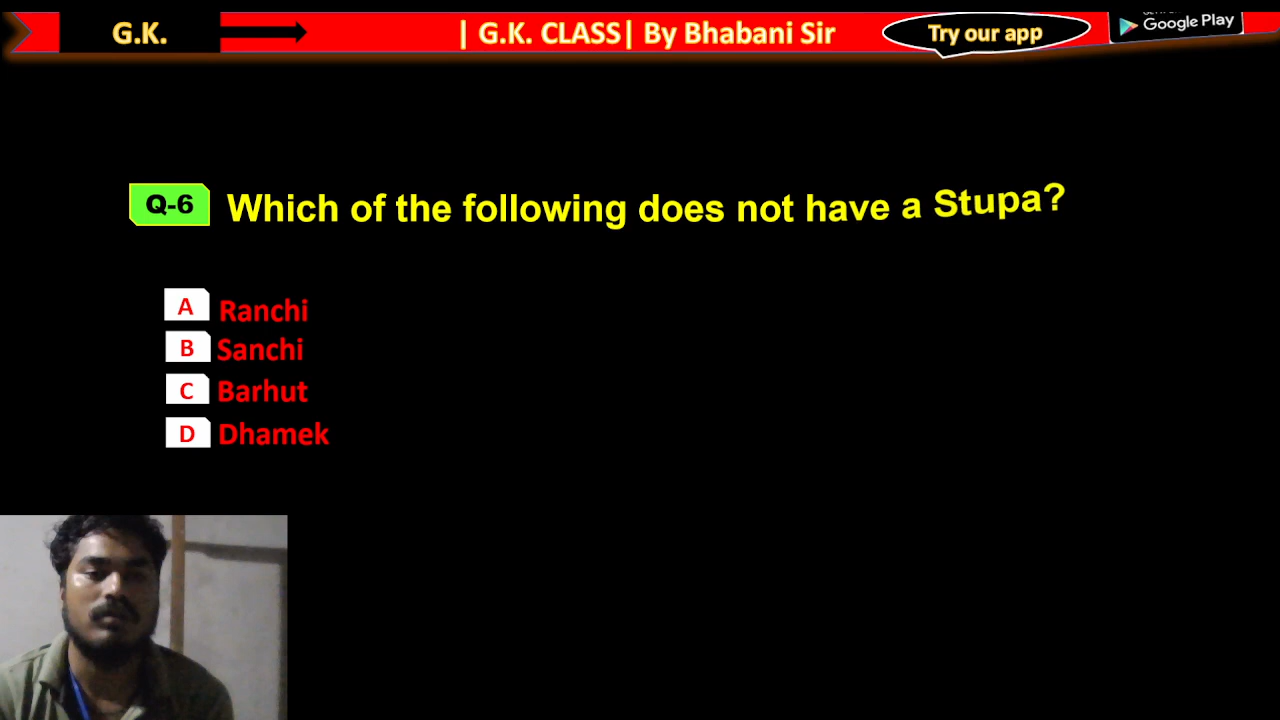 G.K.
| G.K. CLASS| By Bhabani Sir
Try our app
Google Play
Q-6 Which of the following does not have a Stupa?
A Ranchi
B Sanchi
C Barhut
D Dhamek